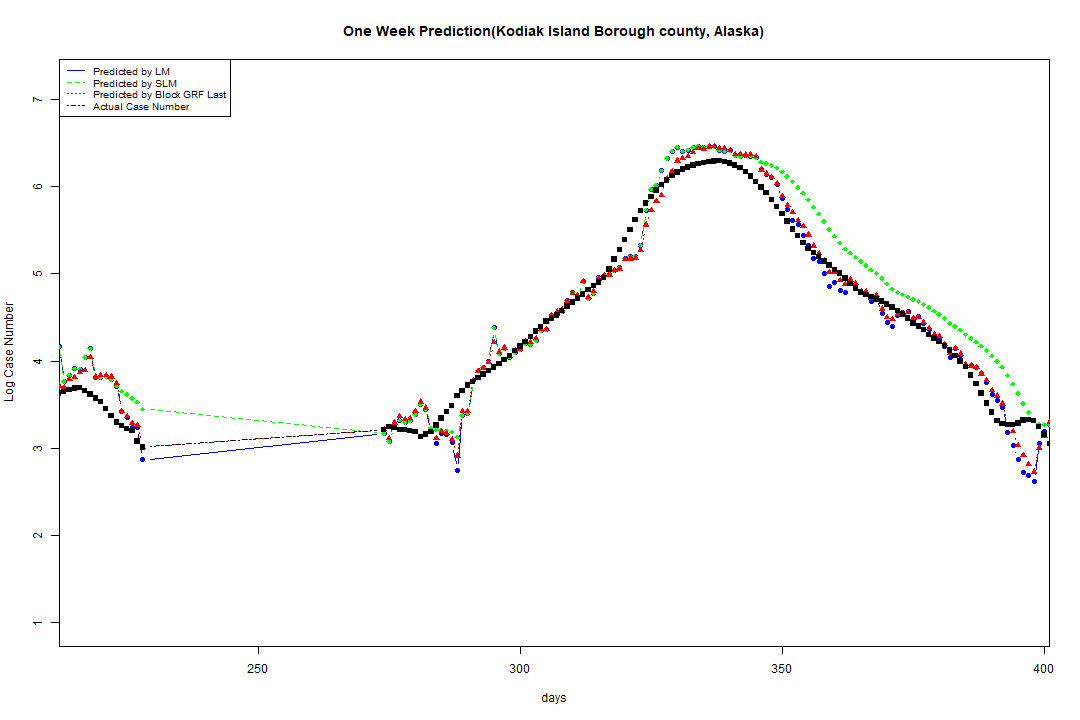 One Week Prediction(Kodiak Island Borough county, Alaska)
Predicted by LM
Predicted by SLM
Predicted by Block GRF Last
Actual Case Number
7
6
5
4
3
2
1
Log Case Number
250 300 350 400
days